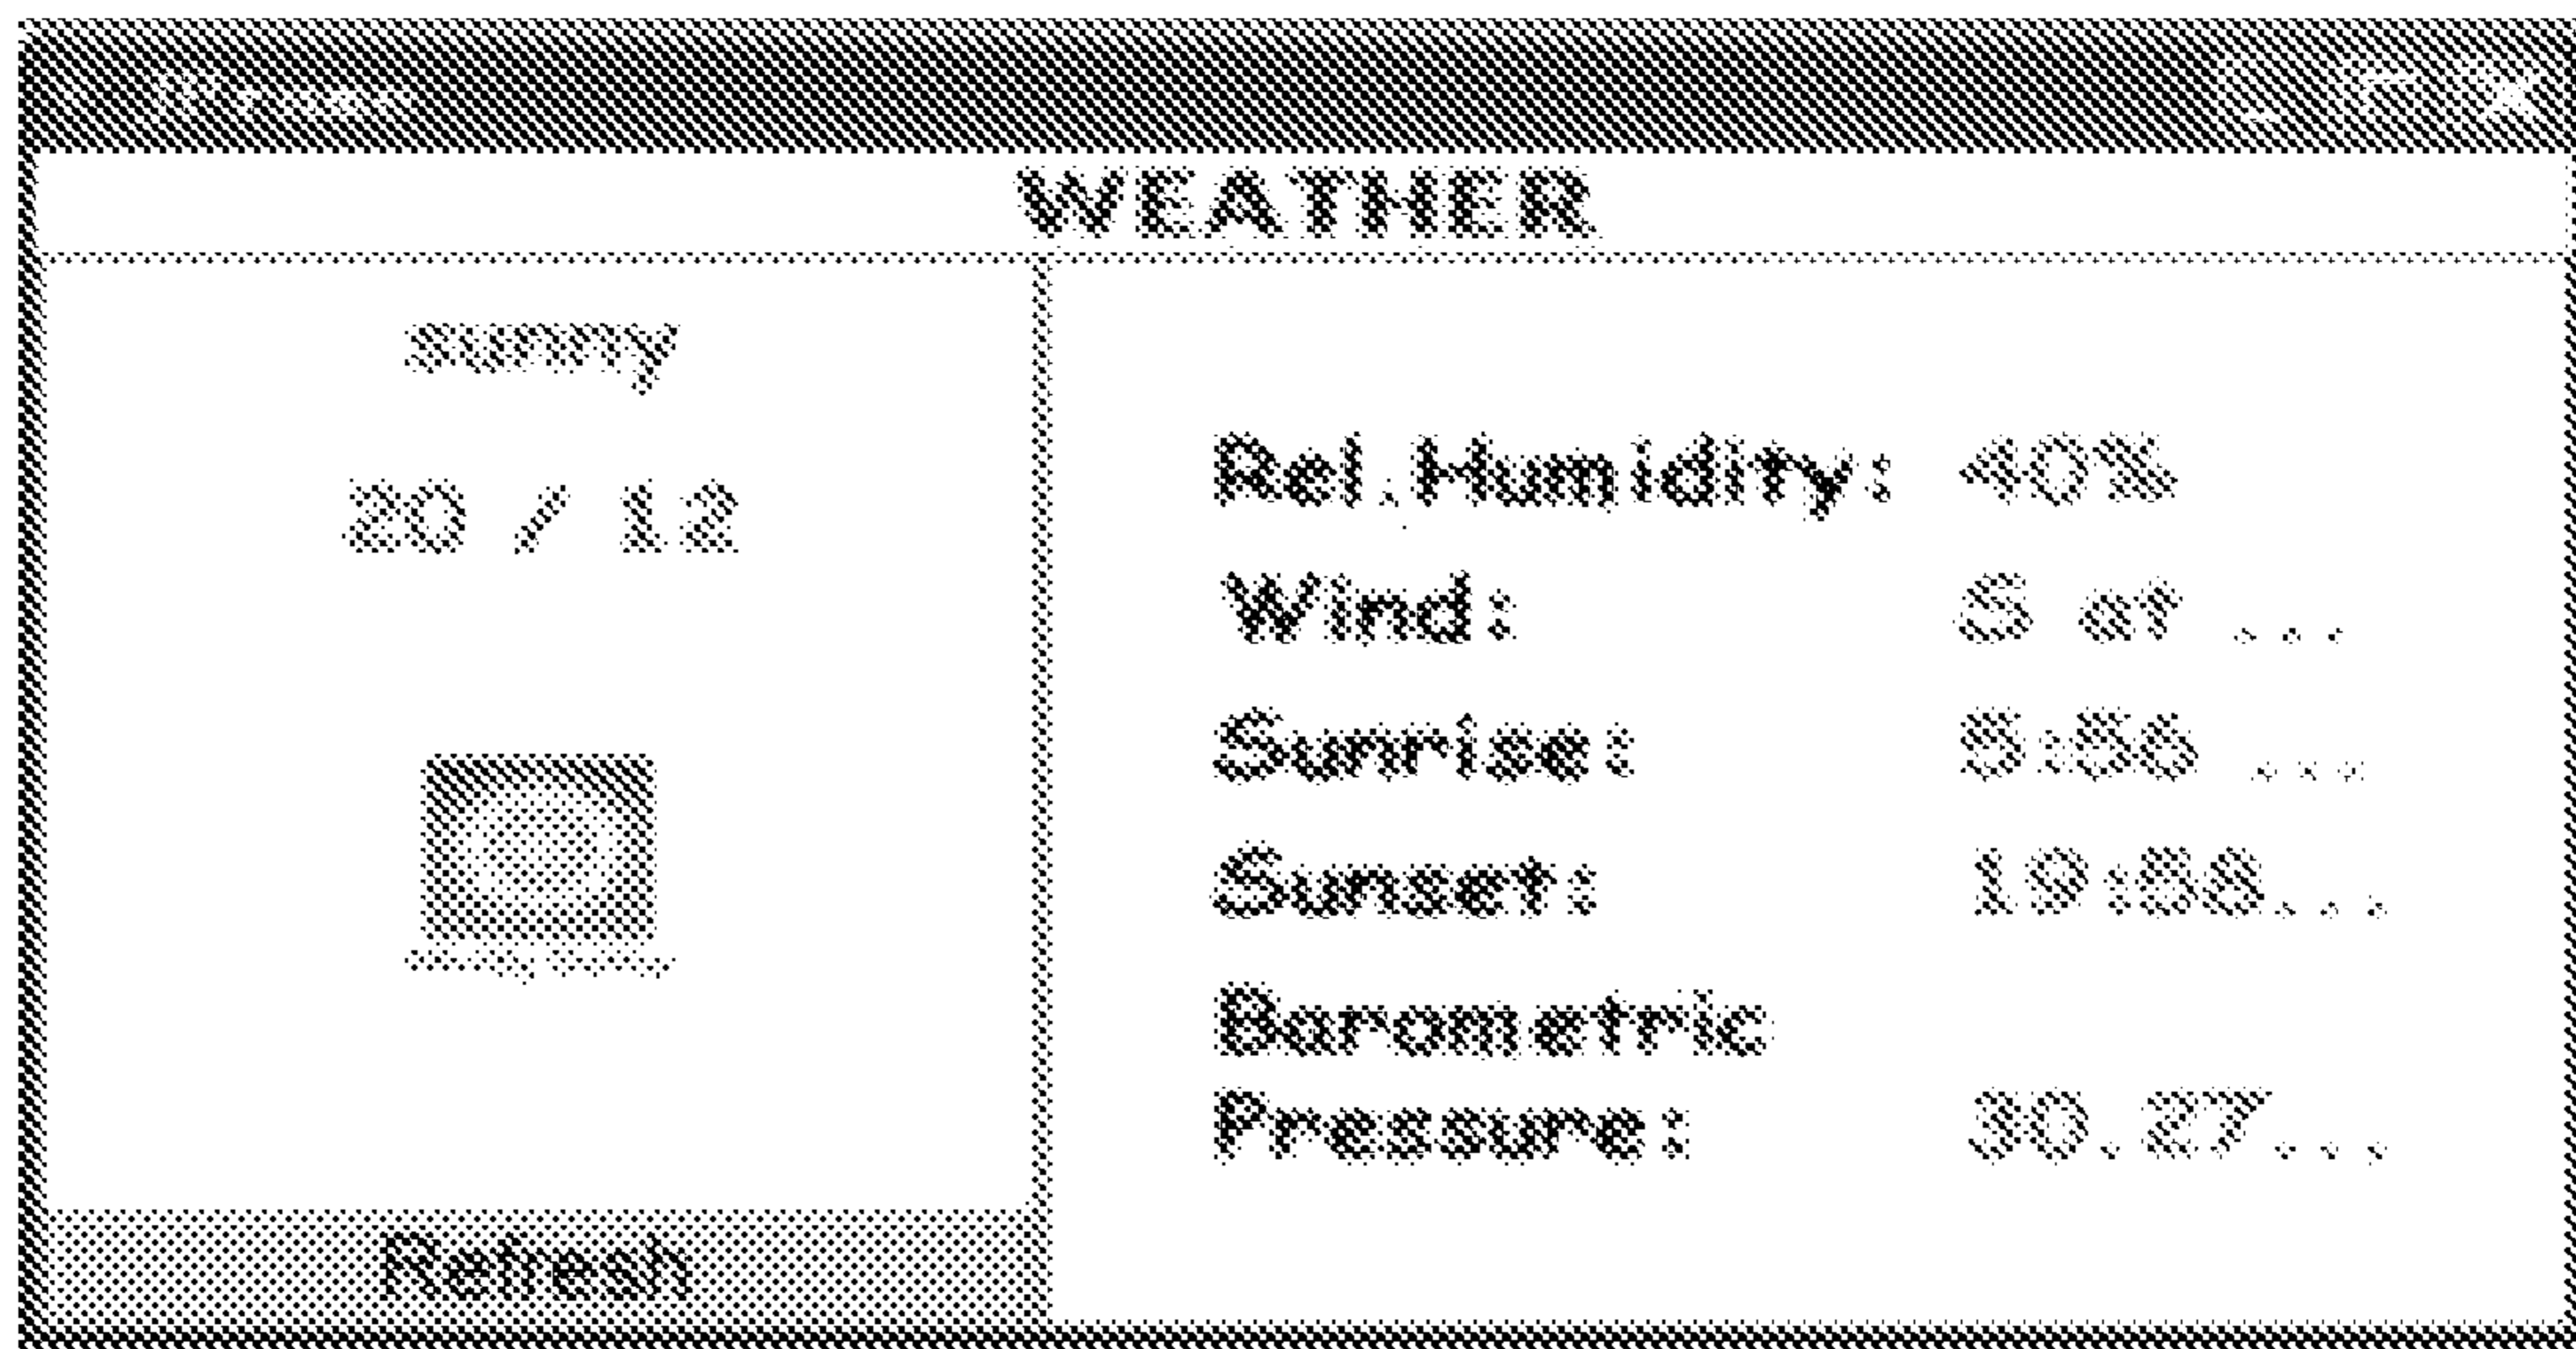 WEATHER
sunny
20 / 12
Refresh
Rel.Humidity: 40%
Wind: S at ...
Sunrise: 5:56 ...
Sunset: 19:58...
Barometric
Pressure: 30.27...